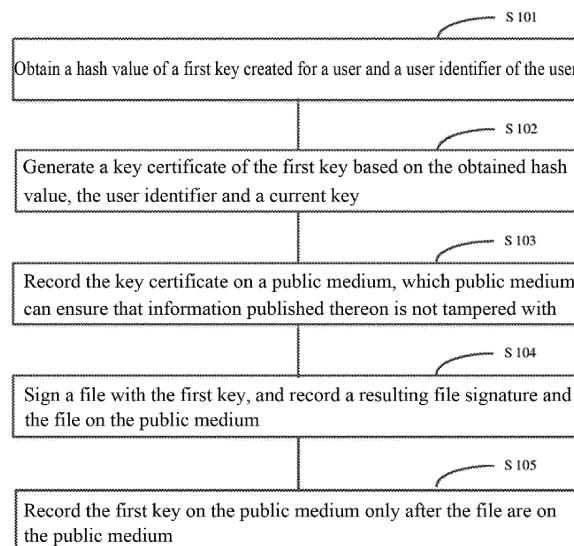 S 101
Obtain a hash value of a first key created for a user and a user identifier of the user
S 102
Generate a key certificate of the first key based on the obtained hash
value, the user identifier and a current key
S 103
Record the key certificate on a public medium, which public medium
can ensure that information published thereon is not tampered with
S 104
Sign a file with the first key, and record a resulting file signature and
the file on the public medium
S 105
Record the first key on the public medium only after the file are on
the public medium